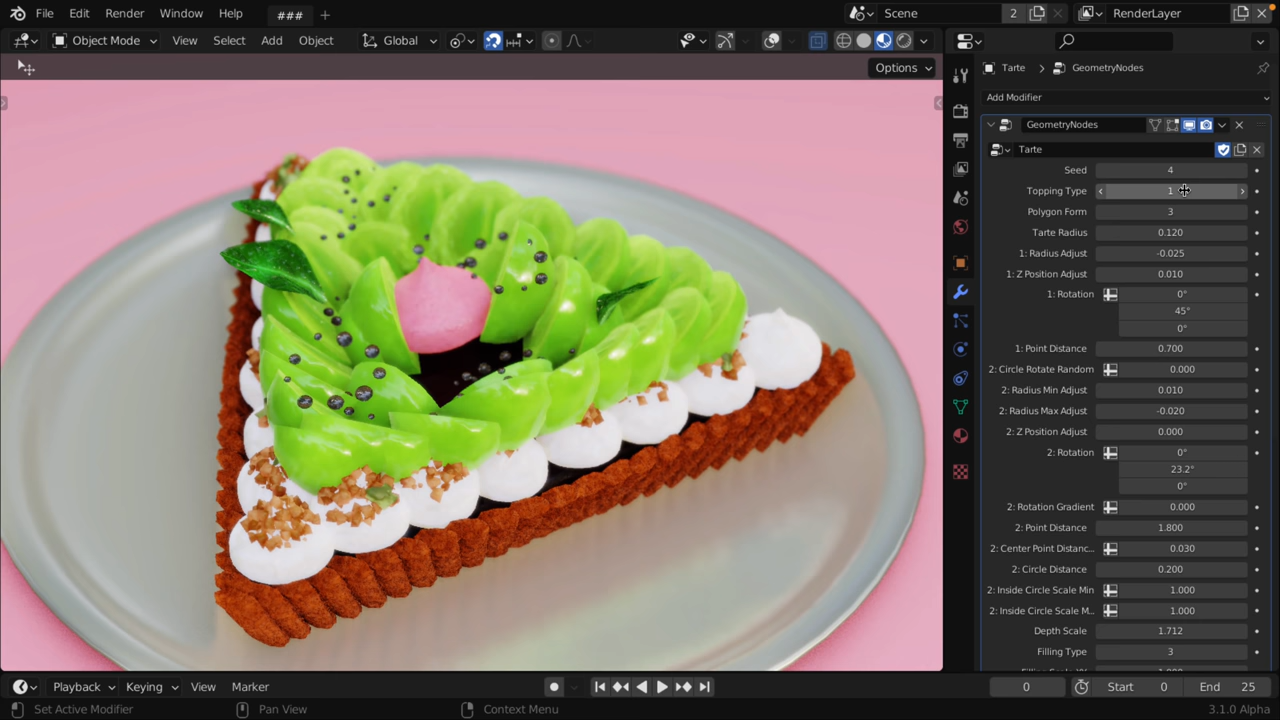 File Edit Render Window Help ### Scene 2 RenderLayer
Object Mode View Select Add Object Global
Options
Tarte GeometryNodes
Add Modifier
GeometryNodes
Tarte
Seed 4
Topping Type 1
Polygon Form 3
Tarte Radius 0.120
1: Radius Adjust -0.025
1: Z Position Adjust 0.010
1: Rotation 0°
45°
0°
1: Point Distance 0.700
2: Circle Rotate Random 0.000
2: Radius Min Adjust 0.010
2: Radius Max Adjust -0.020
2: Z Position Adjust 0.000
2: Rotation 0°
23.2°
0°
2: Rotation Gradient 0.000
2: Point Distance 1.800
2: Center Point Distanc... 0.030
2: Circle Distance 0.200
2: Inside Circle Scale Min 1.000
2: Inside Circle Scale M... 1.000
Depth Scale 1.712
Filling Type 3
Playback Keying View Marker 0 Start 0 End 25
Set Active Modifier Pan View Context Menu 3.1.0 Alpha